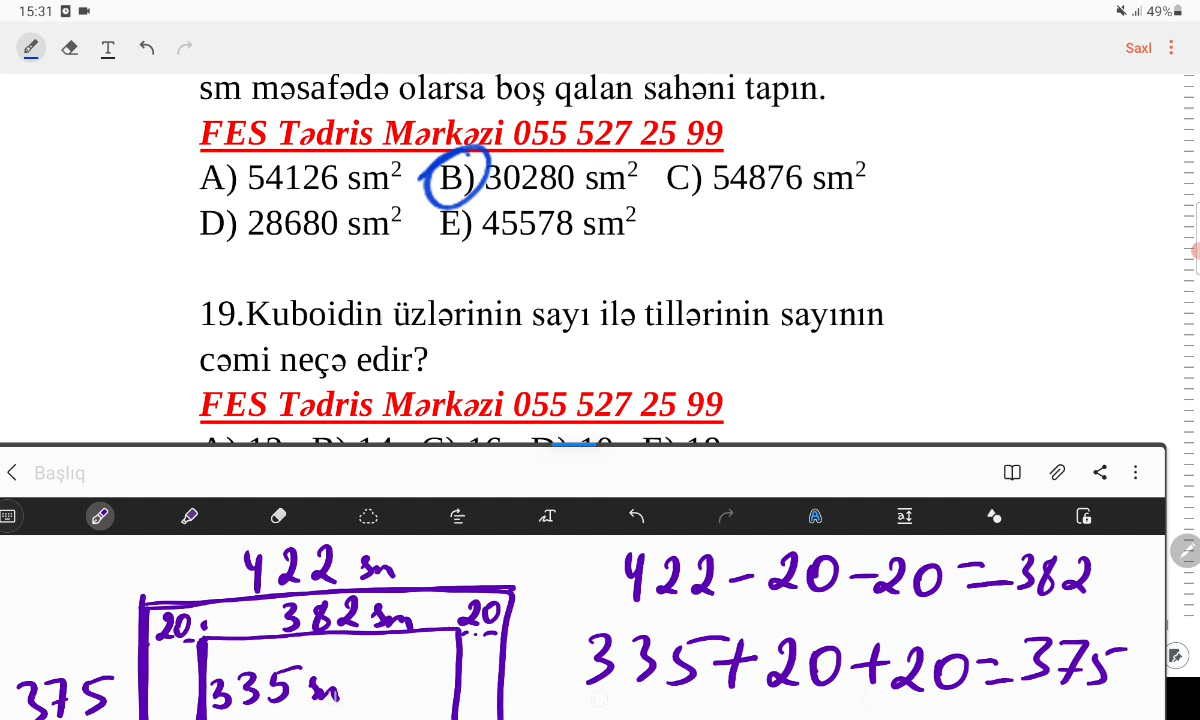 15:31 49%
Saxl
sm məsafədə olarsa boş qalan sahəni tapın.
FES Tədris Mərkəzi 055 527 25 99
A) 54126 sm² B) 30280 sm² C) 54876 sm²
D) 28680 sm² E) 45578 sm²
19.Kuboidin üzlərinin sayı ilə tillərinin sayının
cəmi neçə edir?
FES Tədris Mərkəzi 055 527 25 99
Başlıq
422 sm
20 382 sm 20
335 sm
375
422-20-20=382
335+20+20=375